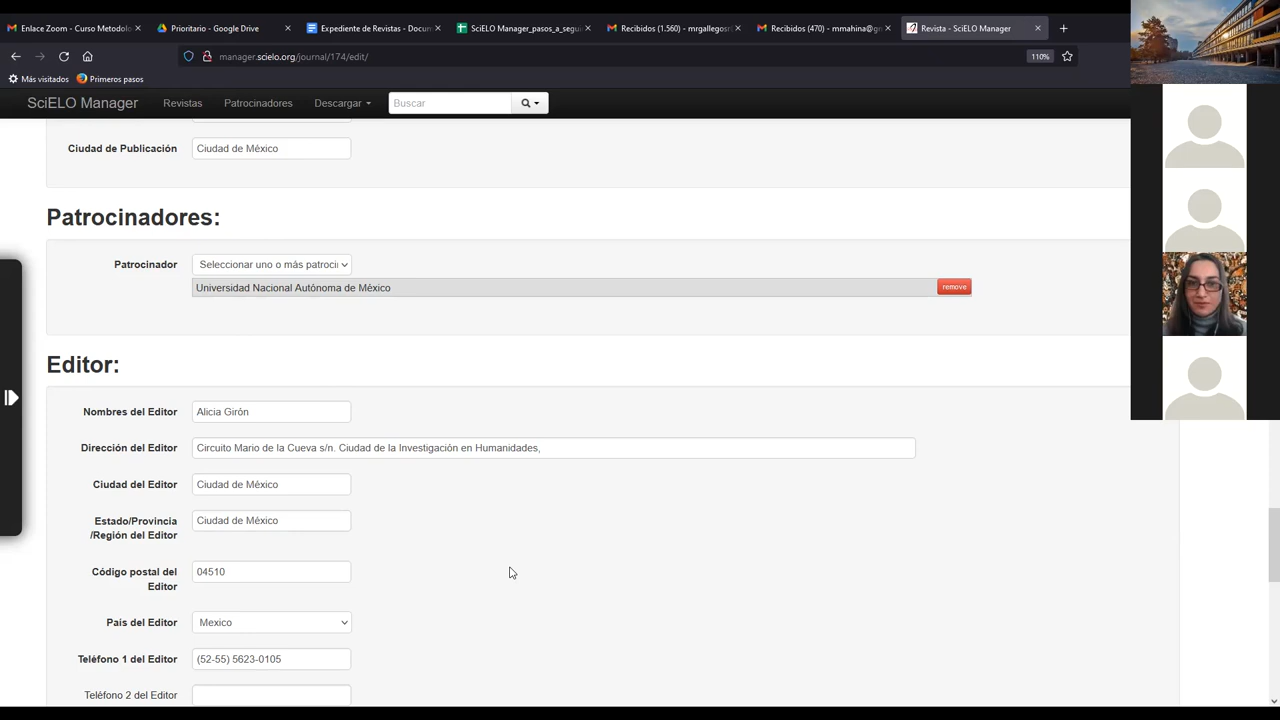 Enlace Zoom - Curso Metodolo
Prioritario - Google Drive
Expediente de Revistas - Docum
SciELO Manager_pasos_a_segui
Recibidos (1.560) - mrgallegosri
Recibidos (470) - mmahina@gm
Revista - SciELO Manager
manager.scielo.org/journal/174/edit/
110%
Más visitados
Primeros pasos
SciELO Manager
Revistas
Patrocinadores
Descargar
Buscar
Ciudad de Publicación
Ciudad de México
Patrocinadores:
Patrocinador
Seleccionar uno o más patroci
Universidad Nacional Autónoma de México
remove
Editor:
Nombres del Editor
Alicia Girón
Dirección del Editor
Circuito Mario de la Cueva s/n. Ciudad de la Investigación en Humanidades,
Ciudad del Editor
Ciudad de México
Estado/Provincia
/Región del Editor
Ciudad de México
Código postal del
Editor
04510
País del Editor
Mexico
Teléfono 1 del Editor
(52-55) 5623-0105
Teléfono 2 del Editor